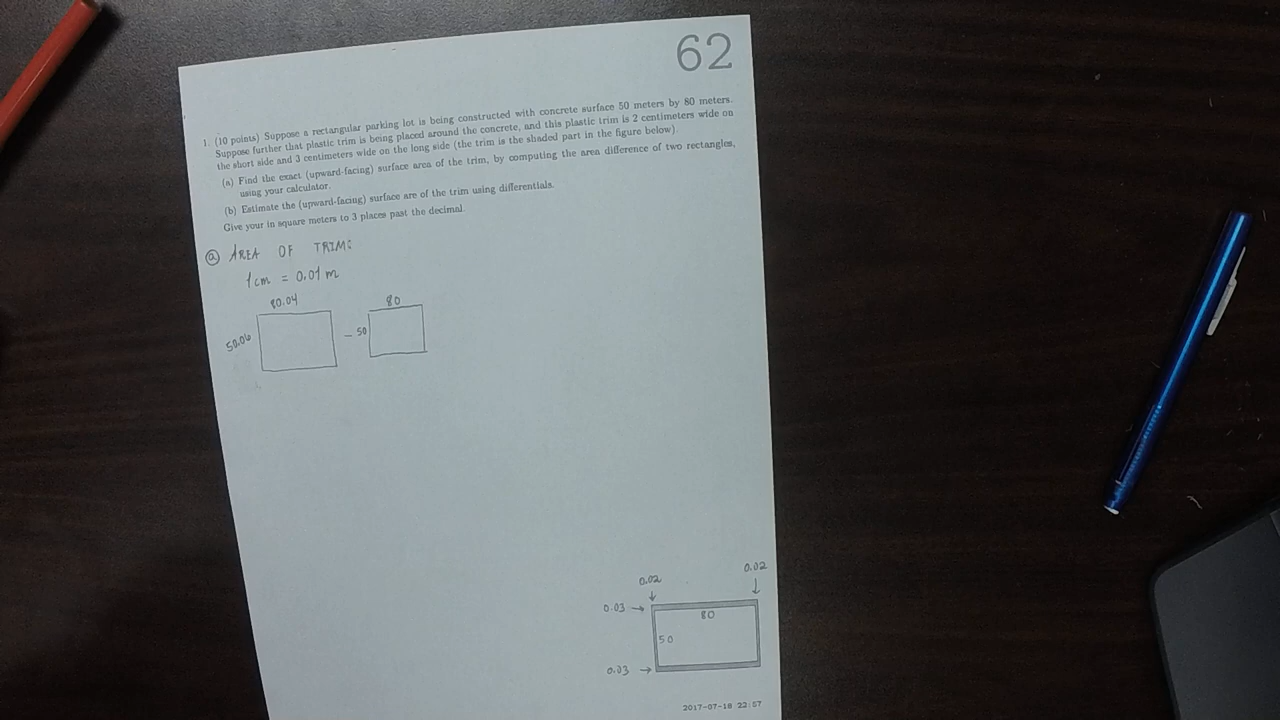 62
1. (10 points) Suppose a rectangular parking lot is being constructed with concrete surface 50 meters by 80 meters.
Suppose further that plastic trim is being placed around the concrete, and this plastic trim is 2 centimeters wide on
the short side and 3 centimeters wide on the long side (the trim is the shaded part in the figure below).
(a) Find the exact (upward-facing) surface area of the trim, by computing the area difference of two rectangles,
using your calculator.
(b) Estimate the (upward-facing) surface are of the trim using differentials.
Give your in square meters to 3 places past the decimal.
(a) AREA OF TRIM:
1 cm = 0.01 m
80.04 80
50.06 - 50
0.02 0.02
0.03 → ↓ ↓
80
50
0.03 →
2017-07-18 22:57